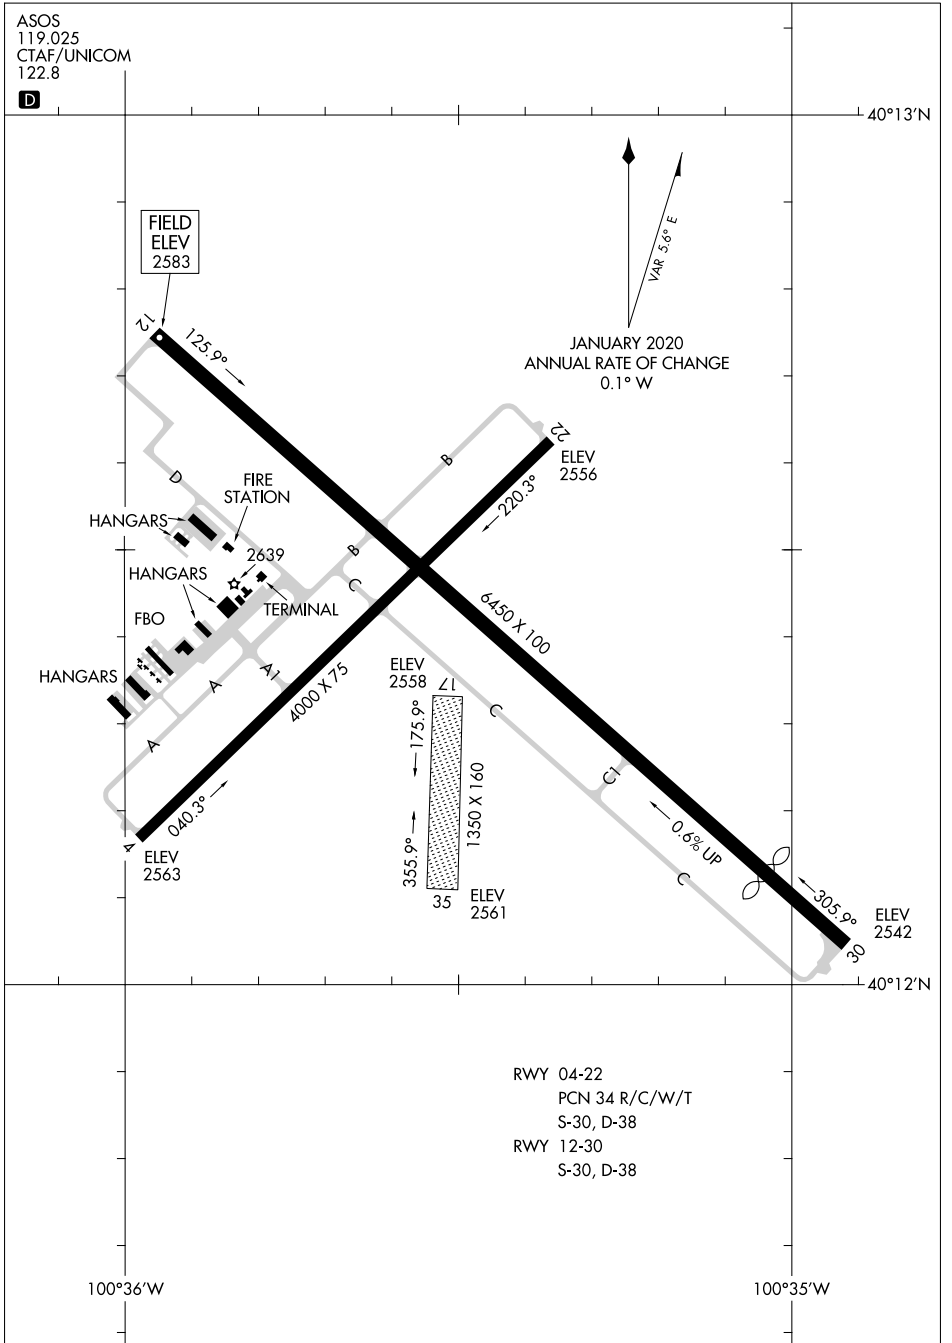 ASOS
119.025
CTAF/UNICOM
122.8
D
40°13'N
FIELD
ELEV
2583
VAR 5.6° E
JANUARY 2020
ANNUAL RATE OF CHANGE
0.1° W
12
125.9°
22
ELEV
2556
220.3°
B
B
D
FIRE
STATION
HANGARS
2639
HANGARS
TERMINAL
FBO
HANGARS
A
A
A1
C
6450 X 100
4000 X 75
ELEV
2558
17
175.9°
1350 X 160
355.9°
35
ELEV
2561
C
C1
0.6% UP
C
305.9°
ELEV
2542
30
040.3°
4
ELEV
2563
40°12'N
RWY 04-22
PCN 34 R/C/W/T
S-30, D-38
RWY 12-30
S-30, D-38
100°36'W
100°35'W